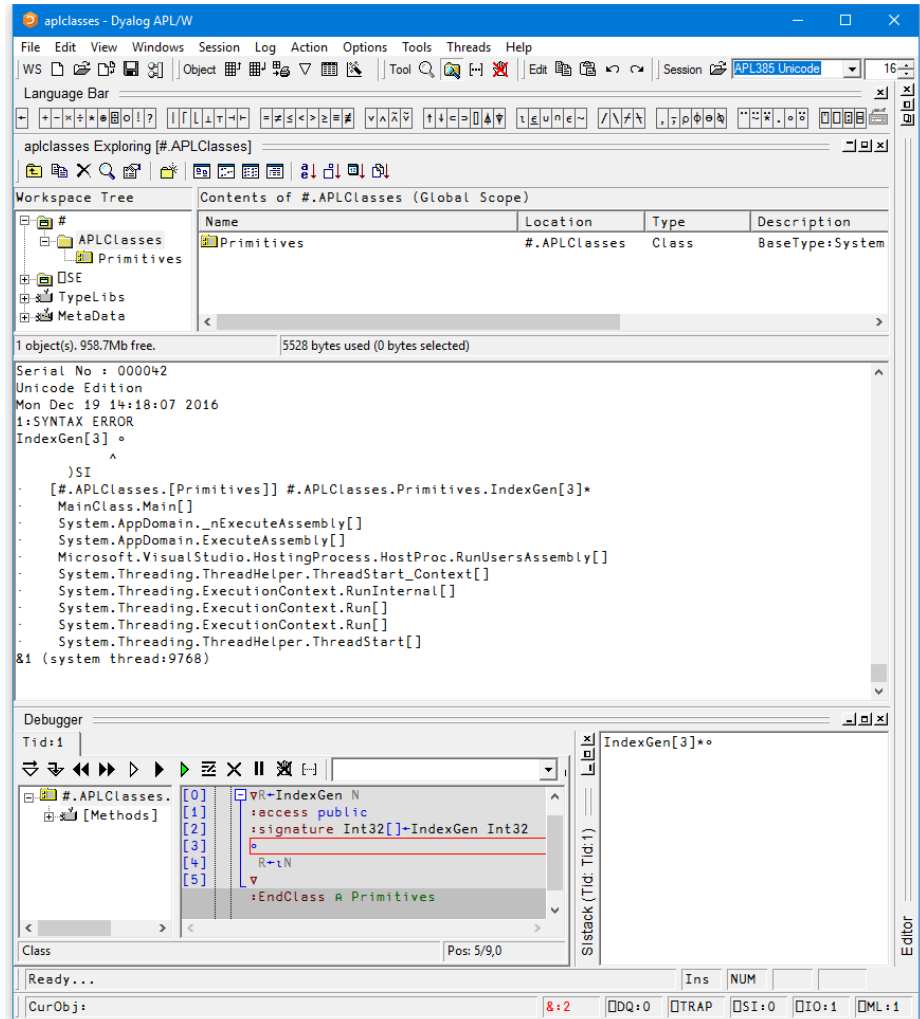 aplclasses - Dyalog APL/W
File Edit View Windows Session Log Action Options Tools Threads Help
WS Object Tool Edit Session APL385 Unicode 16
Language Bar
← + - × ÷ * ⍟ ⌹ ○ ! ? | ⌈ ⌊ ⊥ ⊤ ⊣ ⊢ = ≠ ≤ < > ≥ ≡ ≢ ∨ ∧ ⍲ ⍱ ↑ ↓ ⊂ ⊃ ⌷ ⍋ ⍒ ⍳ ⍷ ∪ ∩ ∊ ~ / \ ⌿ ⍀ , ⍪ ⍴ ⌽ ⊖ ⍉ ¨ ⍨ ⍣ . ∘ ⍤
aplclasses Exploring [#.APLClasses]
Workspace Tree
Contents of #.APLClasses (Global Scope)
#
APLClasses
Primitives
⎕SE
TypeLibs
MetaData
Name Location Type Description
Primitives #.APLClasses Class BaseType:System
1 object(s). 958.7Mb free. 5528 bytes used (0 bytes selected)
Serial No : 000042
Unicode Edition
Mon Dec 19 14:18:07 2016
1:SYNTAX ERROR
IndexGen[3] ∘
^
)SI
· [#.APLClasses.[Primitives]] #.APLClasses.Primitives.IndexGen[3]*
· MainClass.Main[]
· System.AppDomain._nExecuteAssembly[]
· System.AppDomain.ExecuteAssembly[]
· Microsoft.VisualStudio.HostingProcess.HostProc.RunUsersAssembly[]
· System.Threading.ThreadHelper.ThreadStart_Context[]
· System.Threading.ExecutionContext.RunInternal[]
· System.Threading.ExecutionContext.Run[]
· System.Threading.ExecutionContext.Run[]
· System.Threading.ThreadHelper.ThreadStart[]
&1 (system thread:9768)
Debugger
Tid:1
#.APLClasses.
[Methods]
[0] ∇R←IndexGen N
[1] :access public
[2] :signature Int32[]←IndexGen Int32
[3] ∘
[4] R←⍳N
[5] ∇
:EndClass ⍝ Primitives
Class Pos: 5/9,0
SIstack (Tid: Tid:1)
IndexGen[3]*∘
Editor
Ready... Ins NUM
CurObj: &:2 ⎕DQ:0 ⎕TRAP ⎕SI:0 ⎕IO:1 ⎕ML:1